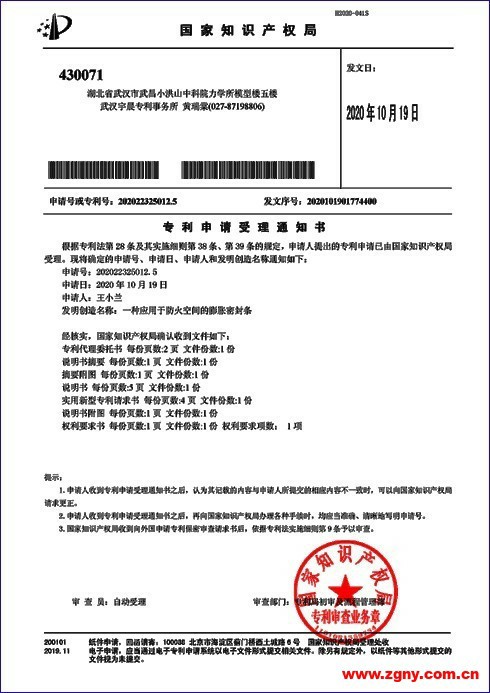 H2020-0415
国家知识产权局
430071
湖北省武汉市武昌小洪山中科院力学所模型楼五楼
武汉宇晨专利事务所 黄瑞棠(027-87198806)
发文日:
2020年10月19日
申请号或专利号：202022325012.5
发文序号：2020101901774400
专利申请受理通知书
根据专利法第28条及其实施细则第38条、第39条的规定，申请人提出的专利申请已由国家知识产权局
受理。现将确定的申请号、申请日、申请人和发明创造名称通知如下：
申请号：202022325012.5
申请日：2020年10月19日
申请人：王小兰
发明创造名称：一种应用于防火空间的膨胀密封条
经核实，国家知识产权局确认收到文件如下：
专利代理委托书 每份页数:2 页 文件份数:1 份
说明书摘要 每份页数:1 页 文件份数:1 份
摘要附图 每份页数:1 页 文件份数:1 份
说明书 每份页数:5 页 文件份数:1 份
实用新型专利请求书 每份页数:4 页 文件份数:1 份
说明书附图 每份页数:1 页 文件份数:1 份
权利要求书 每份页数:1 页 文件份数:1 份 权利要求项数： 1 项
提示：
1.申请人收到专利申请受理通知书之后，认为其记载的内容与申请人所提交的相应内容不一致时，可以向国家知识产权局
请求更正。
2.申请人收到专利申请受理通知书之后，再向国家知识产权局办理各种手续时，均应当准确、清晰地写明申请号。
3.国家知识产权局收到向外国申请专利保密审查请求书后，依据专利法实施细则第9条予以审查。
审 查 员：自动受理
审查部门：专利局初审及流程管理部
国家知识产权局
专利审查业务章
200101
2019.11
纸件申请，回函请寄：100088 北京市海淀区蓟门桥西土城路6号 国家知识产权局受理处收
电子申请，应当通过电子专利申请系统以电子文件形式提交相关文件。除另有规定外，以纸件等其他形式提交的
文件视为未提交。
www.zgny.com.cn